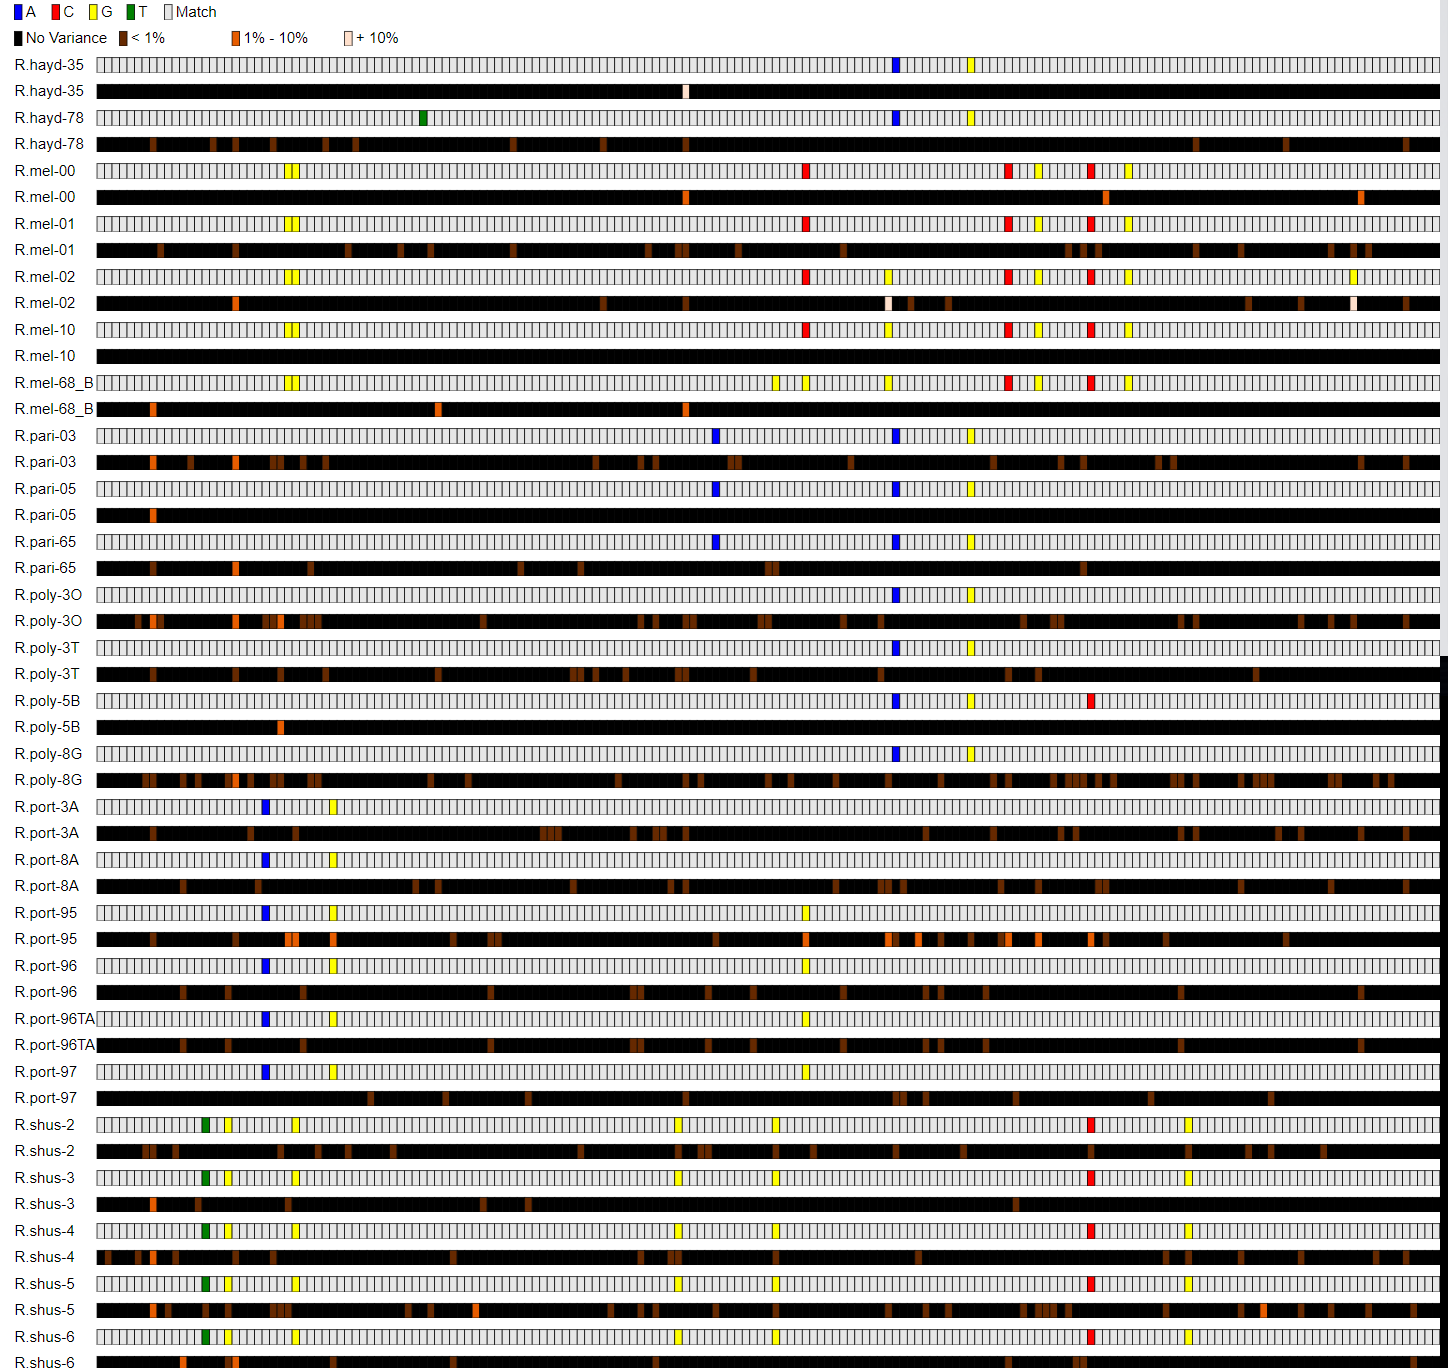 A C G T Match
No Variance < 1% 1% - 10% + 10%
R.hayd-35
R.hayd-35
R.hayd-78
R.hayd-78
R.mel-00
R.mel-00
R.mel-01
R.mel-01
R.mel-02
R.mel-02
R.mel-10
R.mel-10
R.mel-68_B
R.mel-68_B
R.pari-03
R.pari-03
R.pari-05
R.pari-05
R.pari-65
R.pari-65
R.poly-3O
R.poly-3O
R.poly-3T
R.poly-3T
R.poly-5B
R.poly-5B
R.poly-8G
R.poly-8G
R.port-3A
R.port-3A
R.port-8A
R.port-8A
R.port-95
R.port-95
R.port-96
R.port-96
R.port-96TA
R.port-96TA
R.port-97
R.port-97
R.shus-2
R.shus-2
R.shus-3
R.shus-3
R.shus-4
R.shus-4
R.shus-5
R.shus-5
R.shus-6
R.shus-6